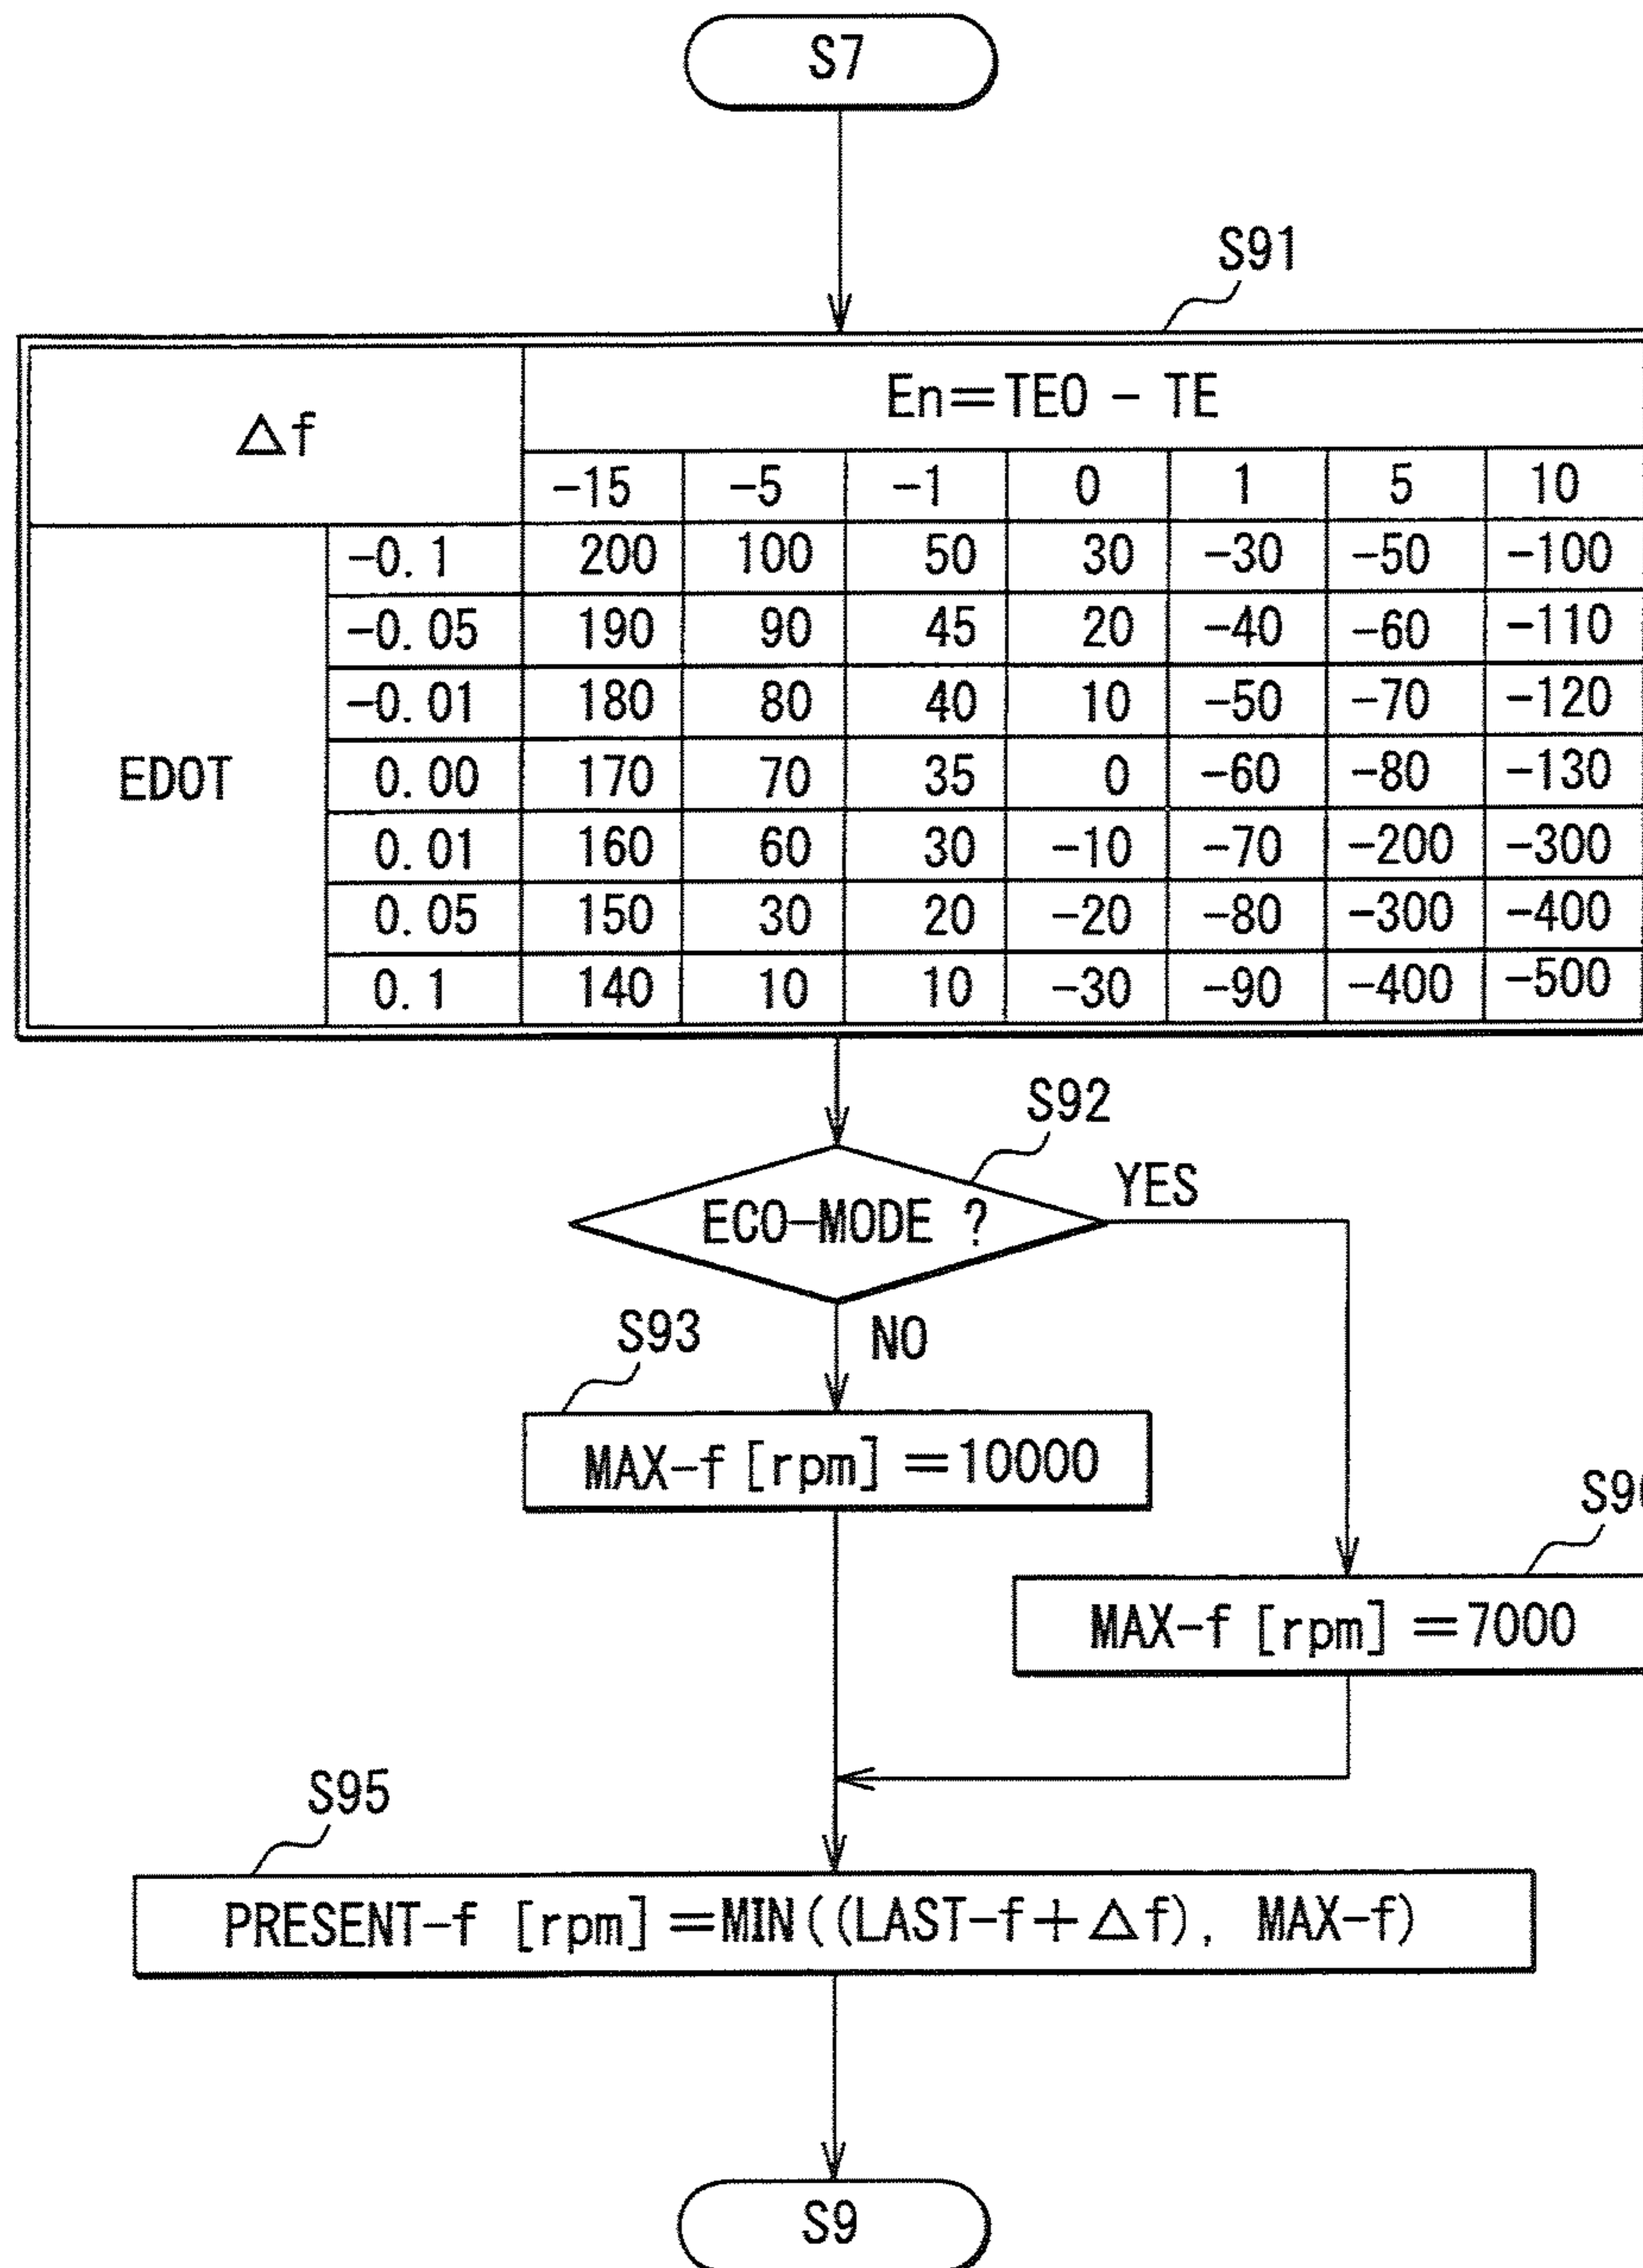 S7
S91
△f En=TEO - TE
-15 -5 -1 0 1 5 10
EDOT
-0.1 200 100 50 30 -30 -50 -100
-0.05 190 90 45 20 -40 -60 -110
-0.01 180 80 40 10 -50 -70 -120
0.00 170 70 35 0 -60 -80 -130
0.01 160 60 30 -10 -70 -200 -300
0.05 150 30 20 -20 -80 -300 -400
0.1 140 10 10 -30 -90 -400 -500
S92
ECO-MODE ?
YES
NO
S93
MAX-f [rpm] =10000
MAX-f [rpm] =7000
S95
PRESENT-f [rpm] =MIN((LAST-f+△f), MAX-f)
S9